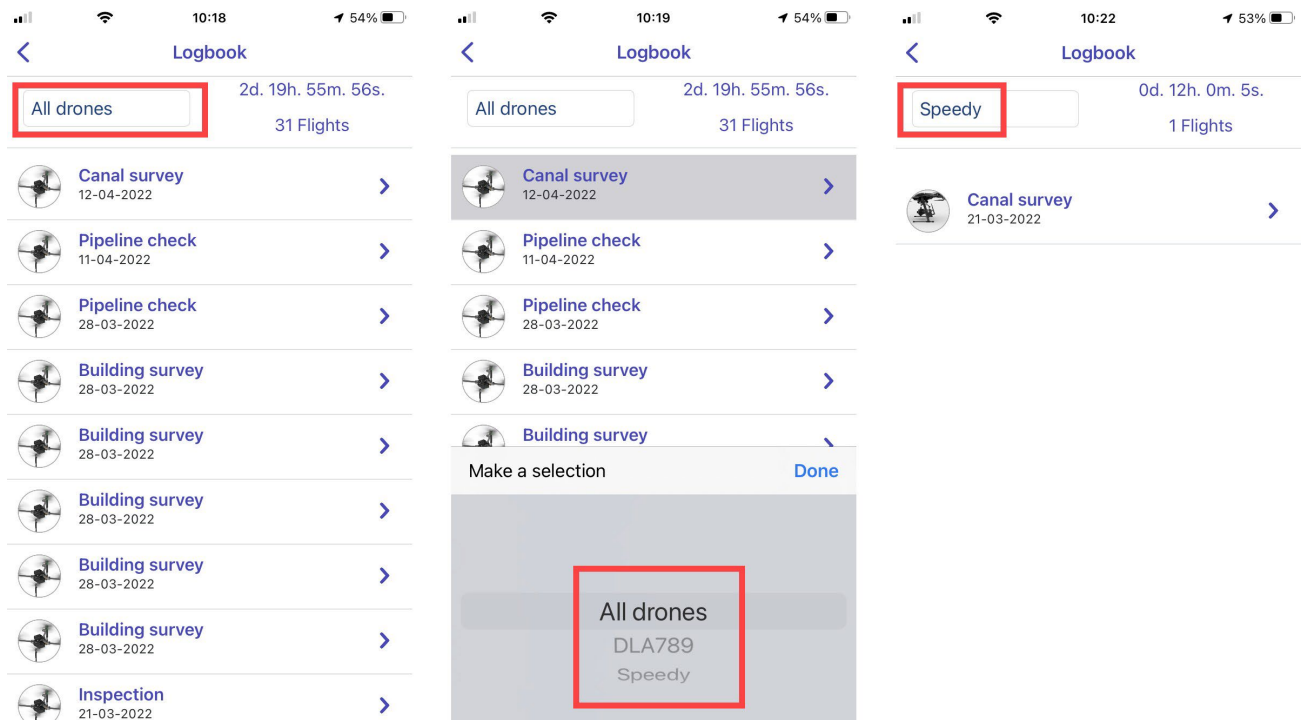 10:18
54%
Logbook
All drones
2d. 19h. 55m. 56s.
31 Flights
Canal survey
12-04-2022
Pipeline check
11-04-2022
Pipeline check
28-03-2022
Building survey
28-03-2022
Building survey
28-03-2022
Building survey
28-03-2022
Building survey
28-03-2022
Building survey
28-03-2022
Inspection
21-03-2022
10:19
54%
Logbook
All drones
2d. 19h. 55m. 56s.
31 Flights
Canal survey
12-04-2022
Pipeline check
11-04-2022
Pipeline check
28-03-2022
Building survey
28-03-2022
Building survey
Make a selection
Done
All drones
DLA789
Speedy
10:22
53%
Logbook
Speedy
0d. 12h. 0m. 5s.
1 Flights
Canal survey
21-03-2022